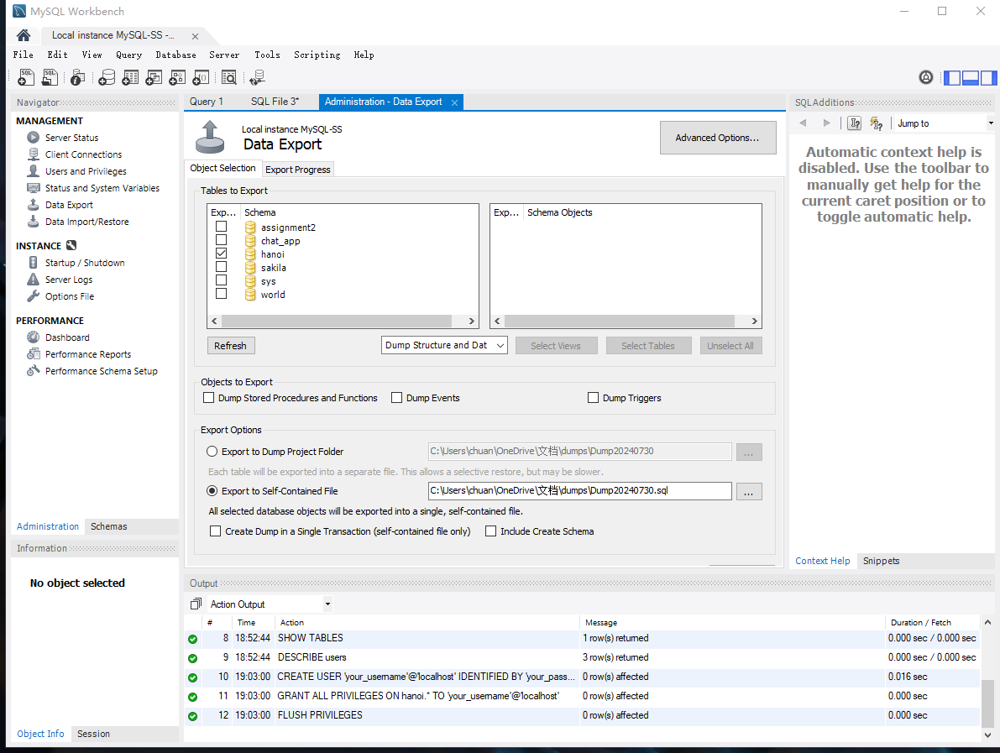 MySQL Workbench
Local instance MySQL-SS -...
File Edit View Query Database Server Tools Scripting Help
Navigator
MANAGEMENT
Server Status
Client Connections
Users and Privileges
Status and System Variables
Data Export
Data Import/Restore
INSTANCE
Startup / Shutdown
Server Logs
Options File
PERFORMANCE
Dashboard
Performance Reports
Performance Schema Setup
Administration Schemas
Information
No object selected
Object Info Session
Query 1 SQL File 3* Administration - Data Export
Local instance MySQL-SS
Data Export
Advanced Options...
Object Selection Export Progress
Tables to Export
Exp... Schema
assignment2
chat_app
hanoi
sakila
sys
world
Exp... Schema Objects
Refresh Dump Structure and Dat Select Views Select Tables Unselect All
Objects to Export
Dump Stored Procedures and Functions Dump Events Dump Triggers
Export Options
Export to Dump Project Folder C:\Users\chuan\OneDrive\文档\dumps\Dump20240730 ...
Each table will be exported into a separate file. This allows a selective restore, but may be slower.
Export to Self-Contained File C:\Users\chuan\OneDrive\文档\dumps\Dump20240730.sql ...
All selected database objects will be exported into a single, self-contained file.
Create Dump in a Single Transaction (self-contained file only) Include Create Schema
SQLAdditions
Jump to
Automatic context help is
disabled. Use the toolbar to
manually get help for the
current caret position or to
toggle automatic help.
Context Help Snippets
Output
Action Output
# Time Action Message Duration / Fetch
8 18:52:44 SHOW TABLES 1 row(s) returned 0.000 sec / 0.000 sec
9 18:52:44 DESCRIBE users 3 row(s) returned 0.000 sec / 0.000 sec
10 19:03:00 CREATE USER 'your_username'@'localhost' IDENTIFIED BY 'your_pass... 0 row(s) affected 0.016 sec
11 19:03:00 GRANT ALL PRIVILEGES ON hanoi.* TO 'your_username'@'localhost' 0 row(s) affected 0.000 sec
12 19:03:00 FLUSH PRIVILEGES 0 row(s) affected 0.000 sec